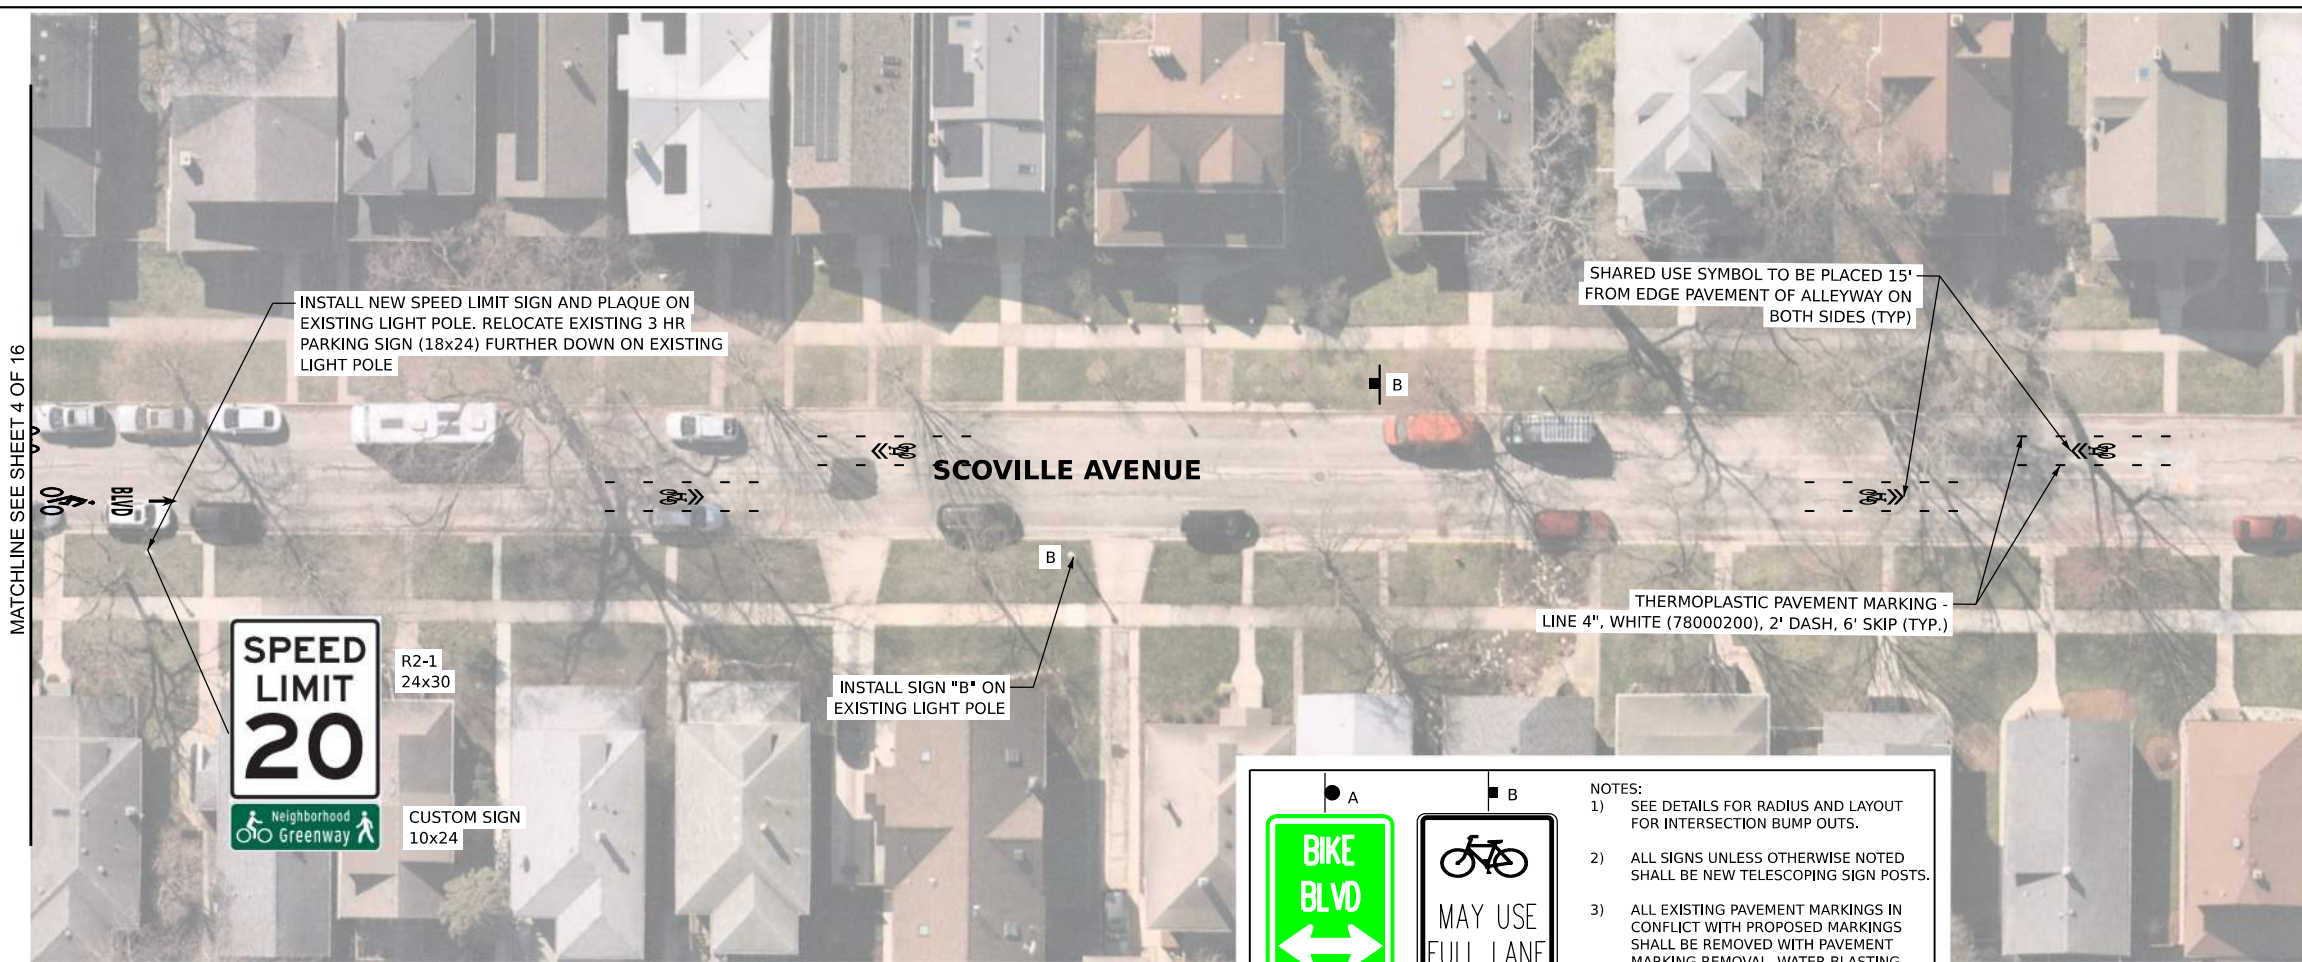 MATCHLINE SEE SHEET 4 OF 16
INSTALL NEW SPEED LIMIT SIGN AND PLAQUE ON
EXISTING LIGHT POLE. RELOCATE EXISTING 3 HR
PARKING SIGN (18x24) FURTHER DOWN ON EXISTING
LIGHT POLE
SHARED USE SYMBOL TO BE PLACED 15'
FROM EDGE PAVEMENT OF ALLEYWAY ON
BOTH SIDES (TYP)
B
SCOVILLE AVENUE
BLVD
B
INSTALL SIGN "B" ON
EXISTING LIGHT POLE
THERMOPLASTIC PAVEMENT MARKING -
LINE 4", WHITE (78000200), 2' DASH, 6' SKIP (TYP.)
SPEED
LIMIT
20
R2-1
24x30
Neighborhood
Greenway
CUSTOM SIGN
10x24
A
BIKE
BLVD
B
MAY USE
FULL LANE
NOTES:
1) SEE DETAILS FOR RADIUS AND LAYOUT
FOR INTERSECTION BUMP OUTS.
2) ALL SIGNS UNLESS OTHERWISE NOTED
SHALL BE NEW TELESCOPING SIGN POSTS.
3) ALL EXISTING PAVEMENT MARKINGS IN
CONFLICT WITH PROPOSED MARKINGS
SHALL BE REMOVED WITH PAVEMENT
MARKING REMOVAL WATER BLASTING